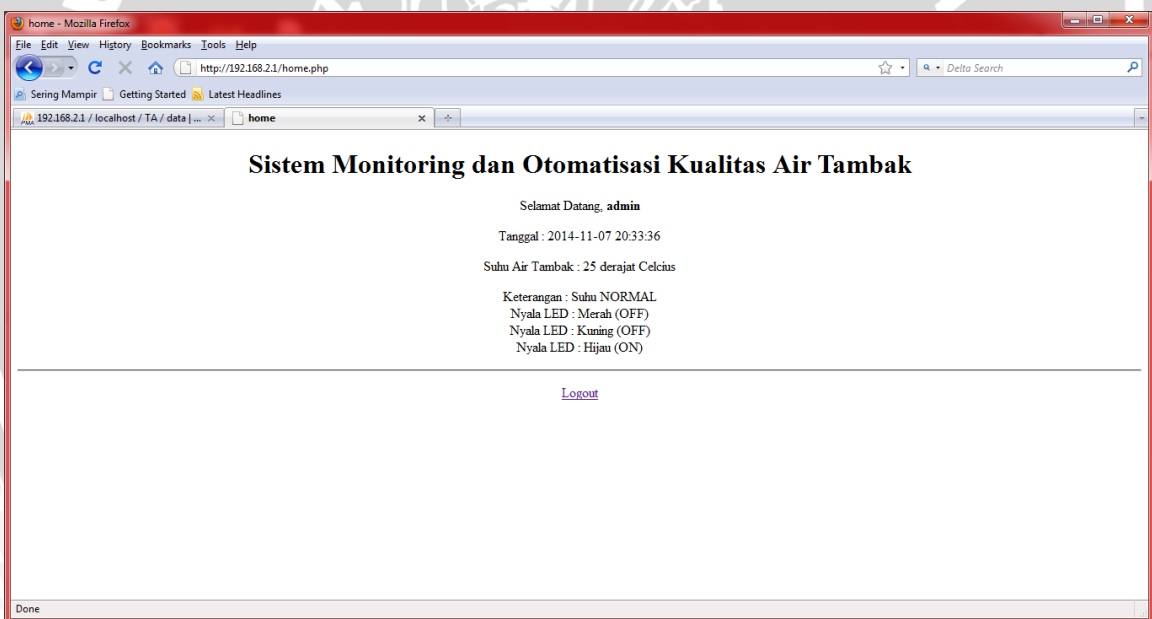 home - Mozilla Firefox
File Edit View History Bookmarks Tools Help
http://192.168.2.1/home.php
Delta Search
Sering Mampir Getting Started Latest Headlines
PMA 192.168.2.1 / localhost / TA / data | ...
home
Sistem Monitoring dan Otomatisasi Kualitas Air Tambak
Selamat Datang, admin
Tanggal : 2014-11-07 20:33:36
Suhu Air Tambak : 25 derajat Celcius
Keterangan : Suhu NORMAL
Nyala LED : Merah (OFF)
Nyala LED : Kuning (OFF)
Nyala LED : Hijau (ON)
Logout
Done